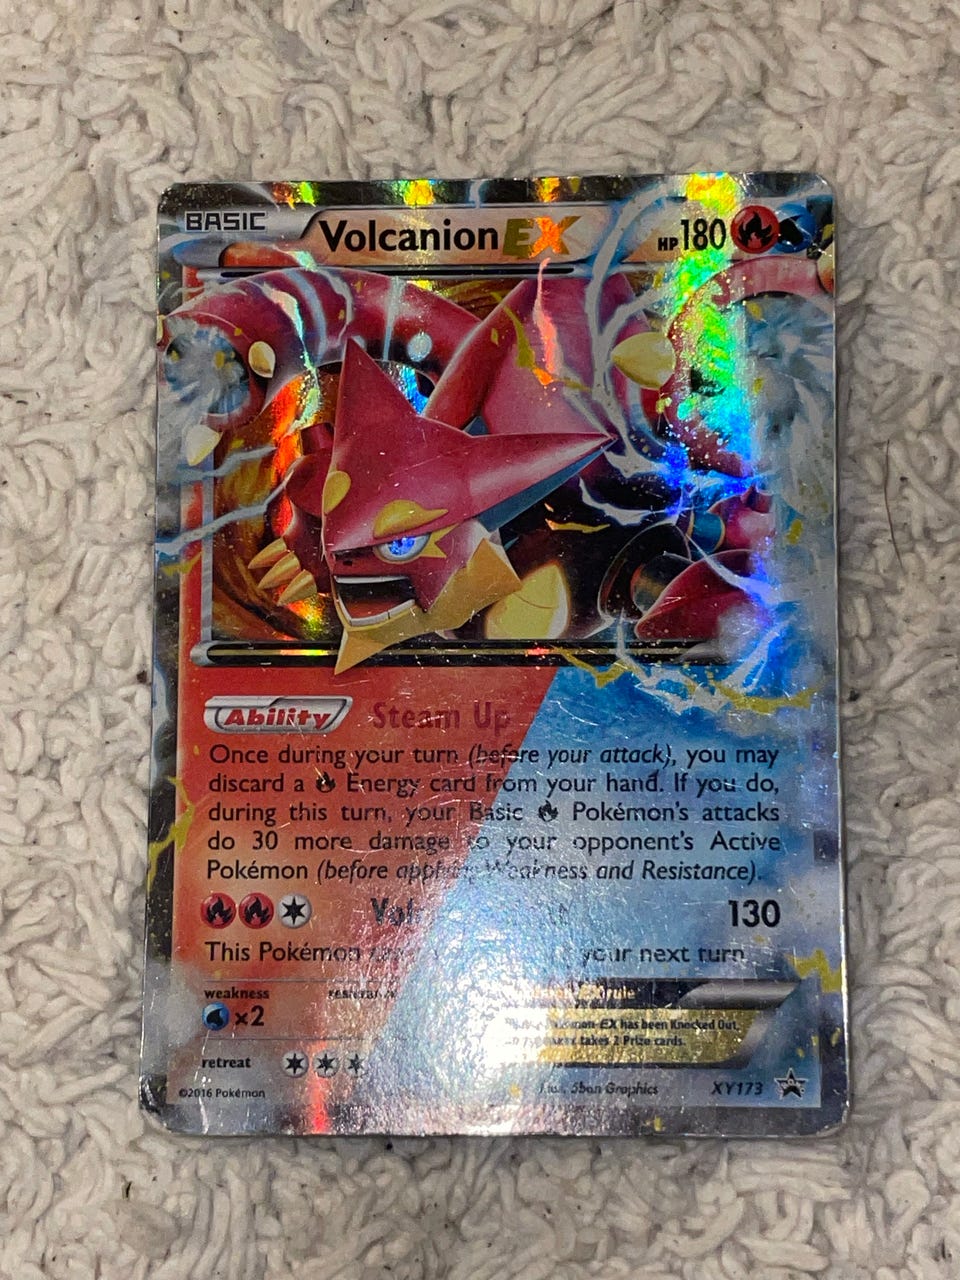 BASIC Volcanion EX HP 180
Ability Steam Up
Once during your turn (before your attack), you may
discard a Energy card from your hand. If you do,
during this turn, your Basic Pokémon's attacks
do 30 more damage to your opponent's Active
Pokémon (before applying Weakness and Resistance).
130
This Pokémon your next turn
weakness resistance
×2
rule
-EX has been Knocked Out,
takes 2 Prize cards.
retreat
©2016 Pokémon Illus. 5ban Graphics XY173